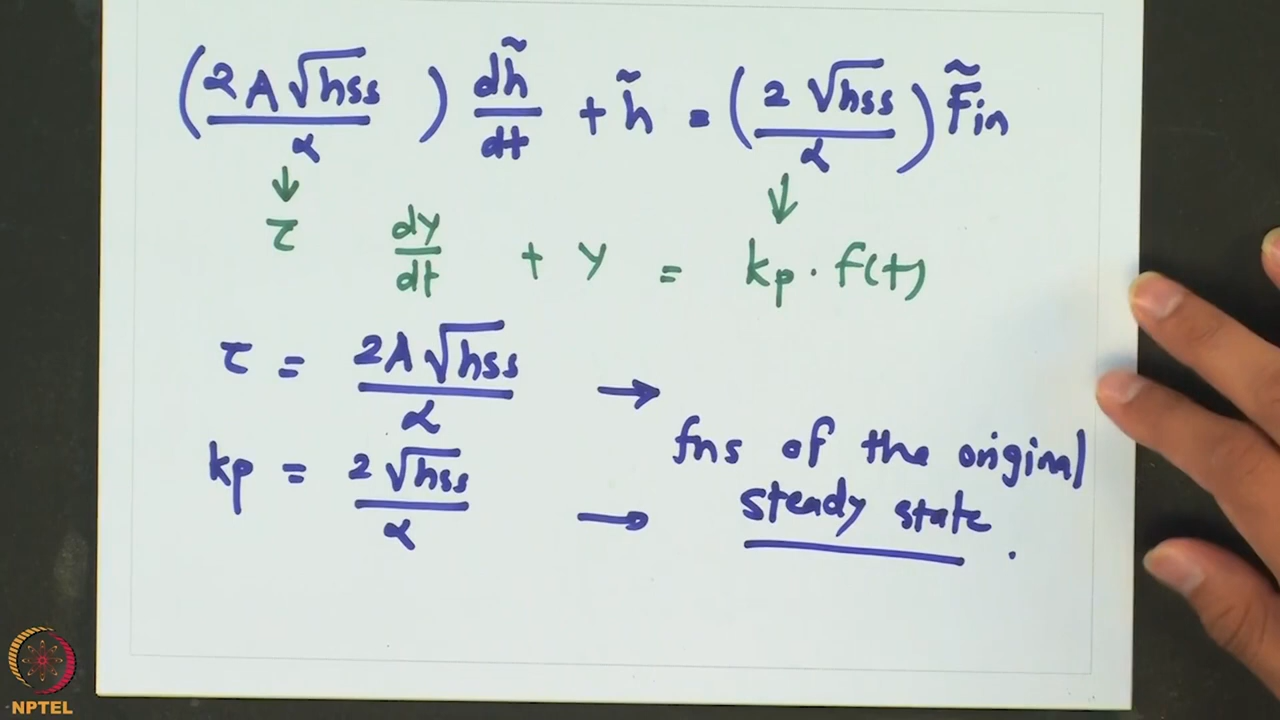 (2A√hss/α) dh̃/dt + h̃ = (2√hss/α) F̃in
↓ ↓
τ dy/dt + y = kp · f(t)
τ = 2A√hss/α →
fns of the original
kp = 2√hss/α → steady state.
NPTEL